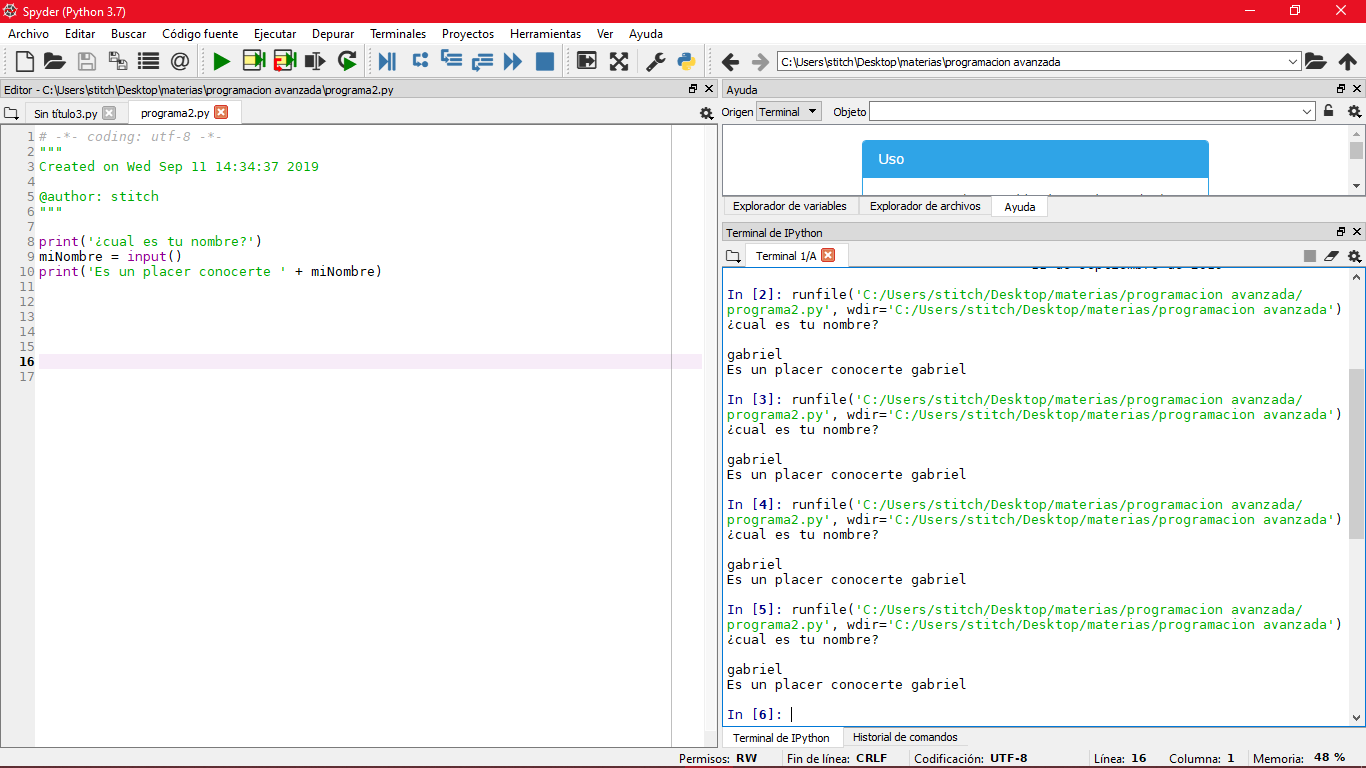 Spyder (Python 3.7)
Archivo Editar Buscar Código fuente Ejecutar Depurar Terminales Proyectos Herramientas Ver Ayuda
C:\Users\stitch\Desktop\materias\programacion avanzada
Editor - C:\Users\stitch\Desktop\materias\programacion avanzada\programa2.py
Sin título3.py programa2.py
1 # -*- coding: utf-8 -*-
2 """
3 Created on Wed Sep 11 14:34:37 2019
4
5 @author: stitch
6 """
7
8 print('¿cual es tu nombre?')
9 miNombre = input()
10 print('Es un placer conocerte ' + miNombre)
11
12
13
14
15
16
17
Ayuda
Origen Terminal Objeto
Uso
Explorador de variables Explorador de archivos Ayuda
Terminal de IPython
Terminal 1/A
In [2]: runfile('C:/Users/stitch/Desktop/materias/programacion avanzada/
programa2.py', wdir='C:/Users/stitch/Desktop/materias/programacion avanzada')
¿cual es tu nombre?
gabriel
Es un placer conocerte gabriel
In [3]: runfile('C:/Users/stitch/Desktop/materias/programacion avanzada/
programa2.py', wdir='C:/Users/stitch/Desktop/materias/programacion avanzada')
¿cual es tu nombre?
gabriel
Es un placer conocerte gabriel
In [4]: runfile('C:/Users/stitch/Desktop/materias/programacion avanzada/
programa2.py', wdir='C:/Users/stitch/Desktop/materias/programacion avanzada')
¿cual es tu nombre?
gabriel
Es un placer conocerte gabriel
In [5]: runfile('C:/Users/stitch/Desktop/materias/programacion avanzada/
programa2.py', wdir='C:/Users/stitch/Desktop/materias/programacion avanzada')
¿cual es tu nombre?
gabriel
Es un placer conocerte gabriel
In [6]:
Terminal de IPython Historial de comandos
Permisos: RW Fin de línea: CRLF Codificación: UTF-8 Línea: 16 Columna: 1 Memoria: 48 %